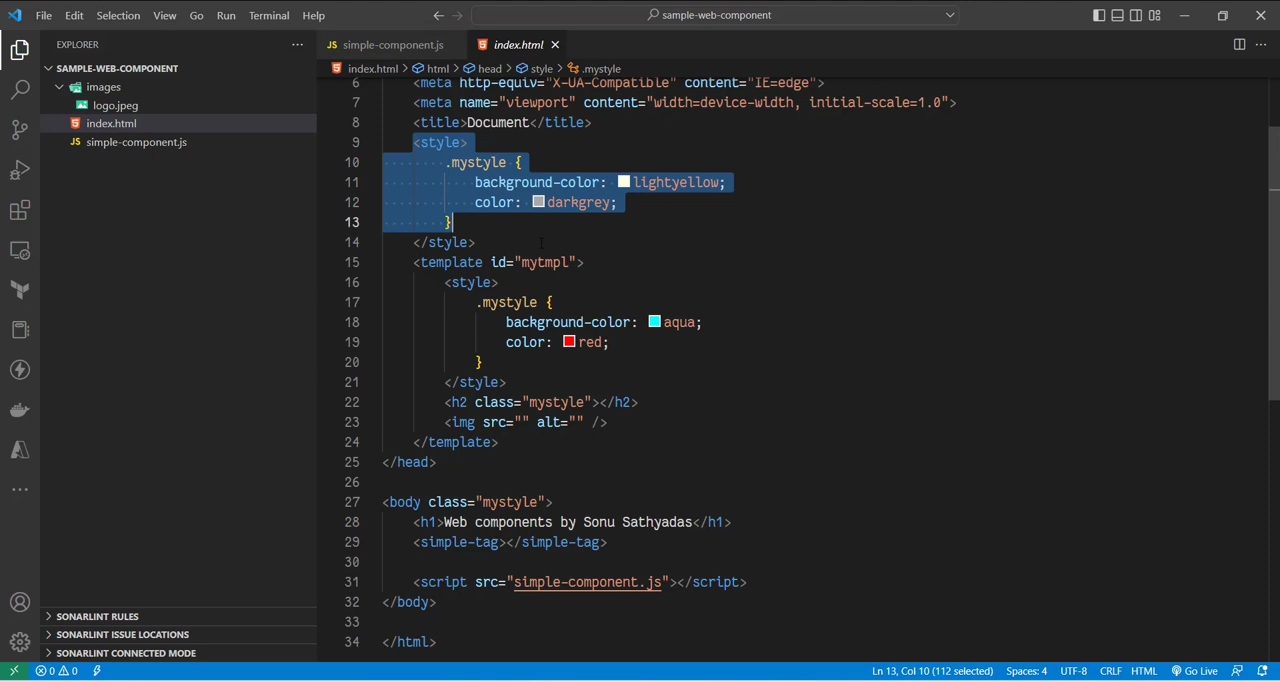 File Edit Selection View Go Run Terminal Help
sample-web-component
EXPLORER
JS simple-component.js
index.html
SAMPLE-WEB-COMPONENT
index.html > html > head > style > .mystyle
images
logo.jpeg
index.html
JS simple-component.js
6 <meta http-equiv="X-UA-Compatible" content="IE=edge">
7 <meta name="viewport" content="width=device-width, initial-scale=1.0">
8 <title>Document</title>
9 <style>
10 .mystyle {
11 background-color: lightyellow;
12 color: darkgrey;
13 }
14 </style>
15 <template id="mytmpl">
16 <style>
17 .mystyle {
18 background-color: aqua;
19 color: red;
20 }
21 </style>
22 <h2 class="mystyle"></h2>
23 <img src="" alt="" />
24 </template>
25 </head>
26
27 <body class="mystyle">
28 <h1>Web components by Sonu Sathyadas</h1>
29 <simple-tag></simple-tag>
30
31 <script src="simple-component.js"></script>
32 </body>
33
34 </html>
SONARLINT RULES
SONARLINT ISSUE LOCATIONS
SONARLINT CONNECTED MODE
0 0
Ln 13, Col 10 (112 selected) Spaces: 4 UTF-8 CRLF HTML Go Live